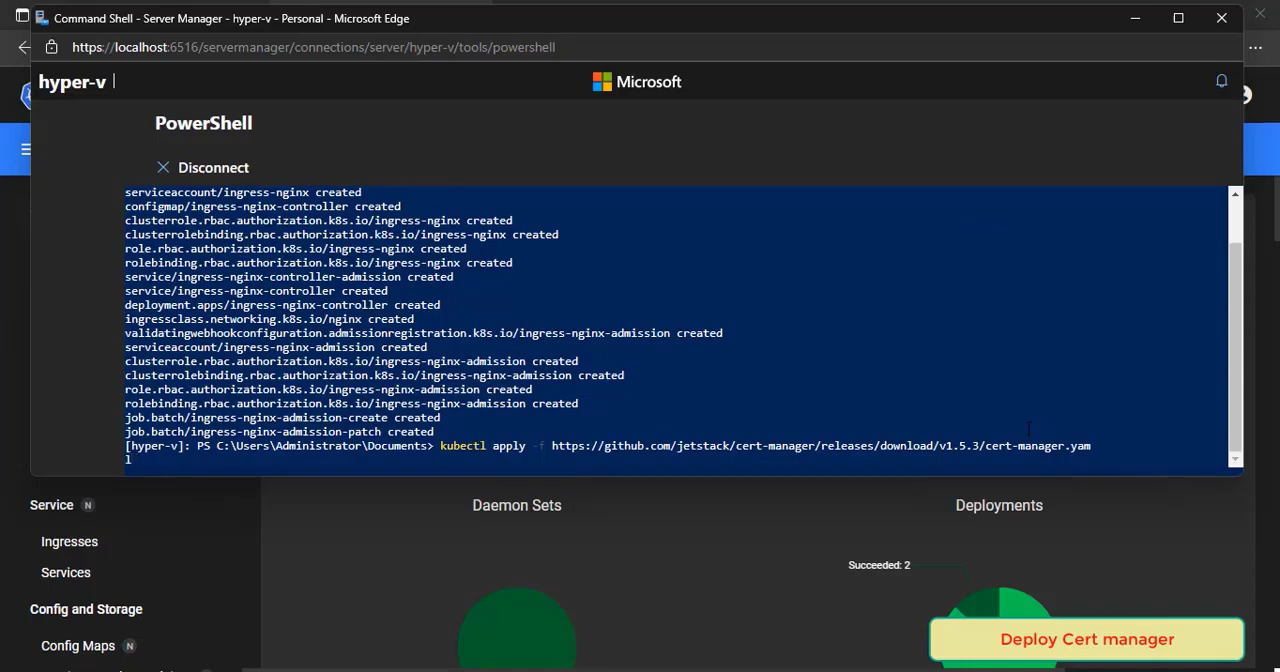 Command Shell - Server Manager - hyper-v - Personal - Microsoft Edge
https://localhost:6516/servermanager/connections/server/hyper-v/tools/powershell
hyper-v
Microsoft
PowerShell
Disconnect
serviceaccount/ingress-nginx created
configmap/ingress-nginx-controller created
clusterrole.rbac.authorization.k8s.io/ingress-nginx created
clusterrolebinding.rbac.authorization.k8s.io/ingress-nginx created
role.rbac.authorization.k8s.io/ingress-nginx created
rolebinding.rbac.authorization.k8s.io/ingress-nginx created
service/ingress-nginx-controller-admission created
service/ingress-nginx-controller created
deployment.apps/ingress-nginx-controller created
ingressclass.networking.k8s.io/nginx created
validatingwebhookconfiguration.admissionregistration.k8s.io/ingress-nginx-admission created
serviceaccount/ingress-nginx-admission created
clusterrole.rbac.authorization.k8s.io/ingress-nginx-admission created
clusterrolebinding.rbac.authorization.k8s.io/ingress-nginx-admission created
role.rbac.authorization.k8s.io/ingress-nginx-admission created
rolebinding.rbac.authorization.k8s.io/ingress-nginx-admission created
job.batch/ingress-nginx-admission-create created
job.batch/ingress-nginx-admission-patch created
[hyper-v]: PS C:\Users\Administrator\Documents> kubectl apply -f https://github.com/jetstack/cert-manager/releases/download/v1.5.3/cert-manager.yam
l
Service N
Daemon Sets
Deployments
Ingresses
Succeeded: 2
Services
Config and Storage
Deploy Cert manager
Config Maps N